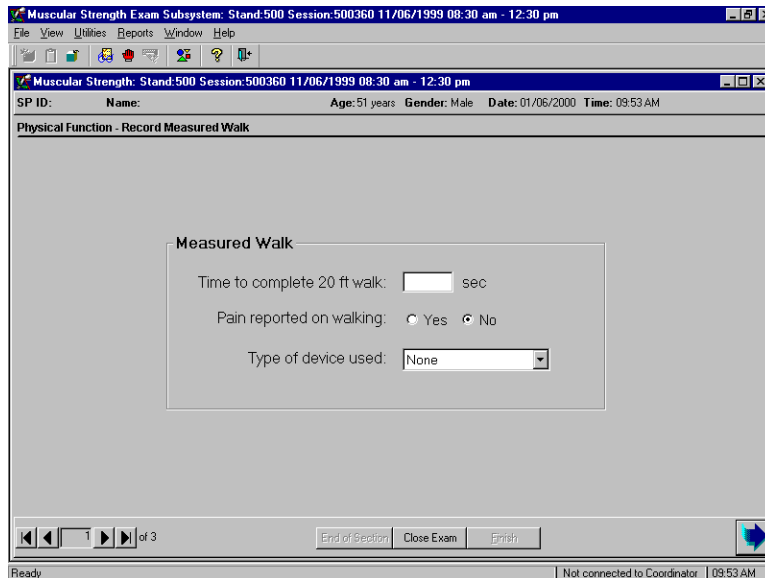 Muscular Strength Exam Subsystem: Stand:500 Session:500360 11/06/1999 08:30 am - 12:30 pm
File View Utilities Reports Window Help
Muscular Strength: Stand:500 Session:500360 11/06/1999 08:30 am - 12:30 pm
SP ID: Name: Age: 51 years Gender: Male Date: 01/06/2000 Time: 09:53 AM
Physical Function - Record Measured Walk
Measured Walk
Time to complete 20 ft walk: sec
Pain reported on walking: Yes No
Type of device used: None
1 of 3 End of Section Close Exam Finish
Ready Not connected to Coordinator 09:53 AM